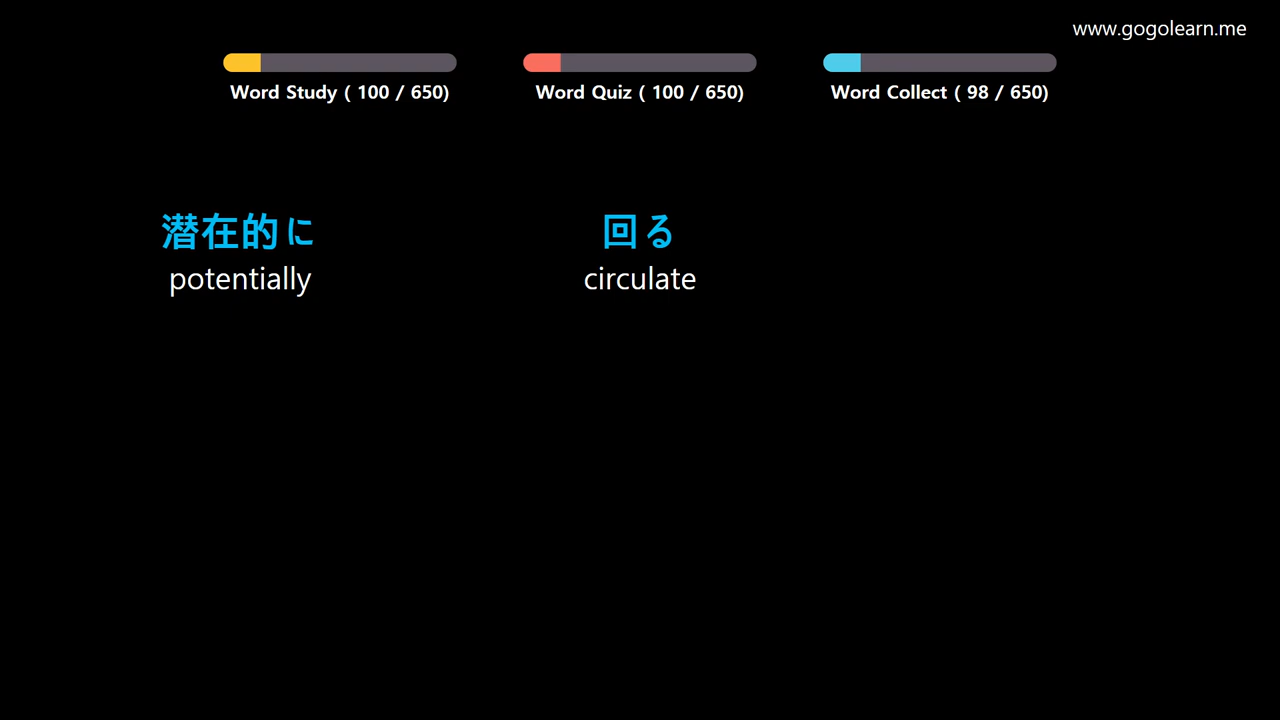 www.gogolearn.me
Word Study ( 100 / 650)
Word Quiz ( 100 / 650)
Word Collect ( 98 / 650)
潜在的に
potentially
回る
circulate